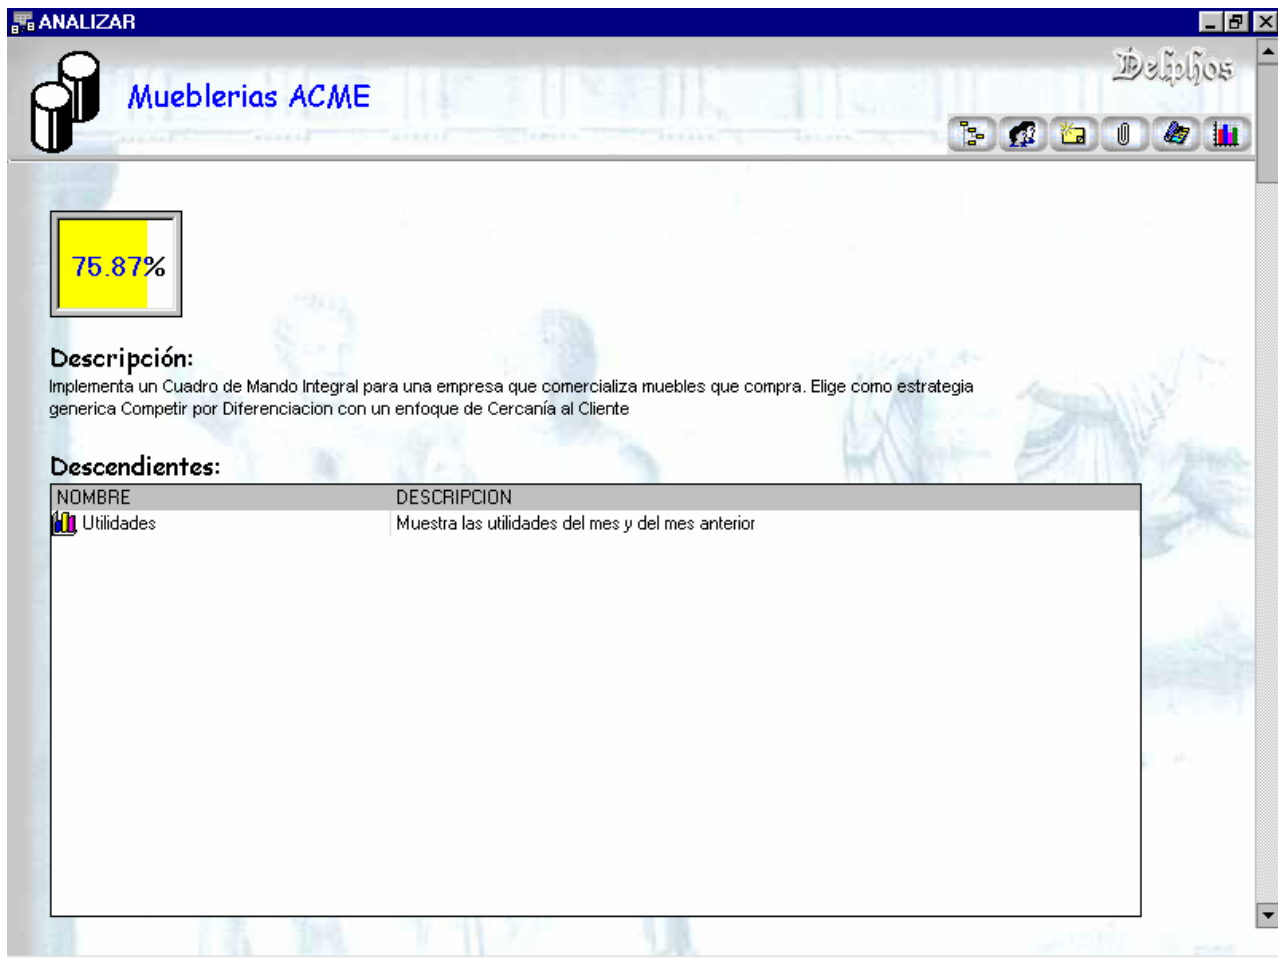 ANALIZAR
Delphos
Mueblerias ACME
75.87%
Descripción:
Implementa un Cuadro de Mando Integral para una empresa que comercializa muebles que compra. Elige como estrategia
generica Competir por Diferenciacion con un enfoque de Cercanía al Cliente
Descendientes:
NOMBRE DESCRIPCION
Utilidades Muestra las utilidades del mes y del mes anterior